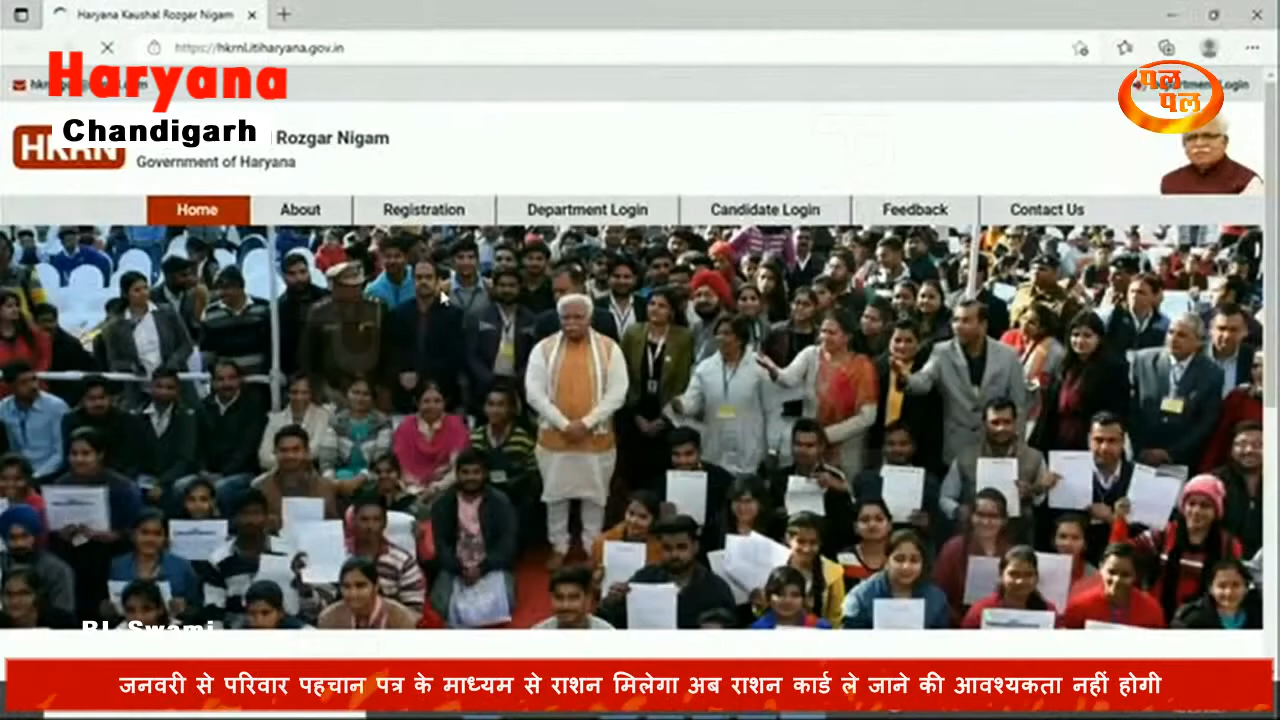 Haryana Kaushal Rozgar Nigam
https://hkrnl.itiharyana.gov.in
Haryana
Chandigarh
पल
पल
Login
HKRN
Rozgar Nigam
Government of Haryana
Home
About
Registration
Department Login
Candidate Login
Feedback
Contact Us
Swami
जनवरी से परिवार पहचान पत्र के माध्यम से राशन मिलेगा अब राशन कार्ड ले जाने की आवश्यकता नहीं होगी